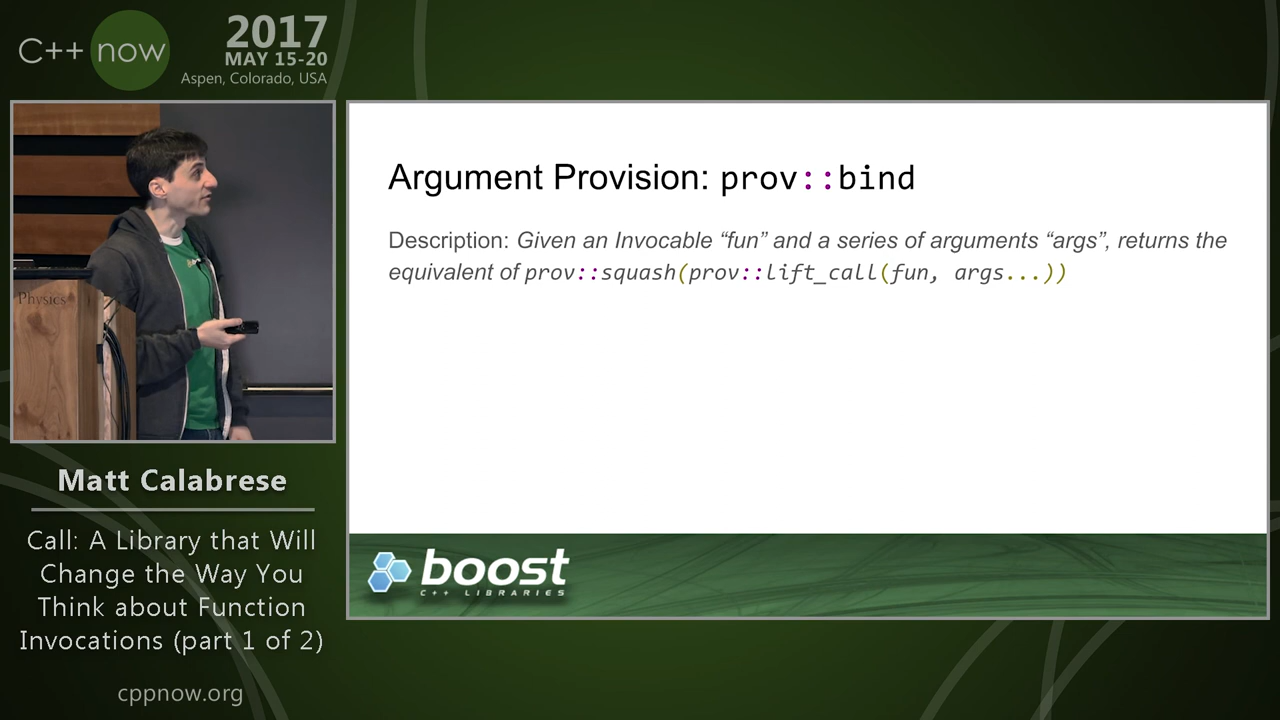 C++ now
2017
MAY 15-20
Aspen, Colorado, USA
Physics
Matt Calabrese
Call: A Library that Will
Change the Way You
Think about Function
Invocations (part 1 of 2)
cppnow.org
Argument Provision: prov::bind
Description: Given an Invocable “fun” and a series of arguments “args”, returns the
equivalent of prov::squash(prov::lift_call(fun, args...))
boost
C++ LIBRARIES